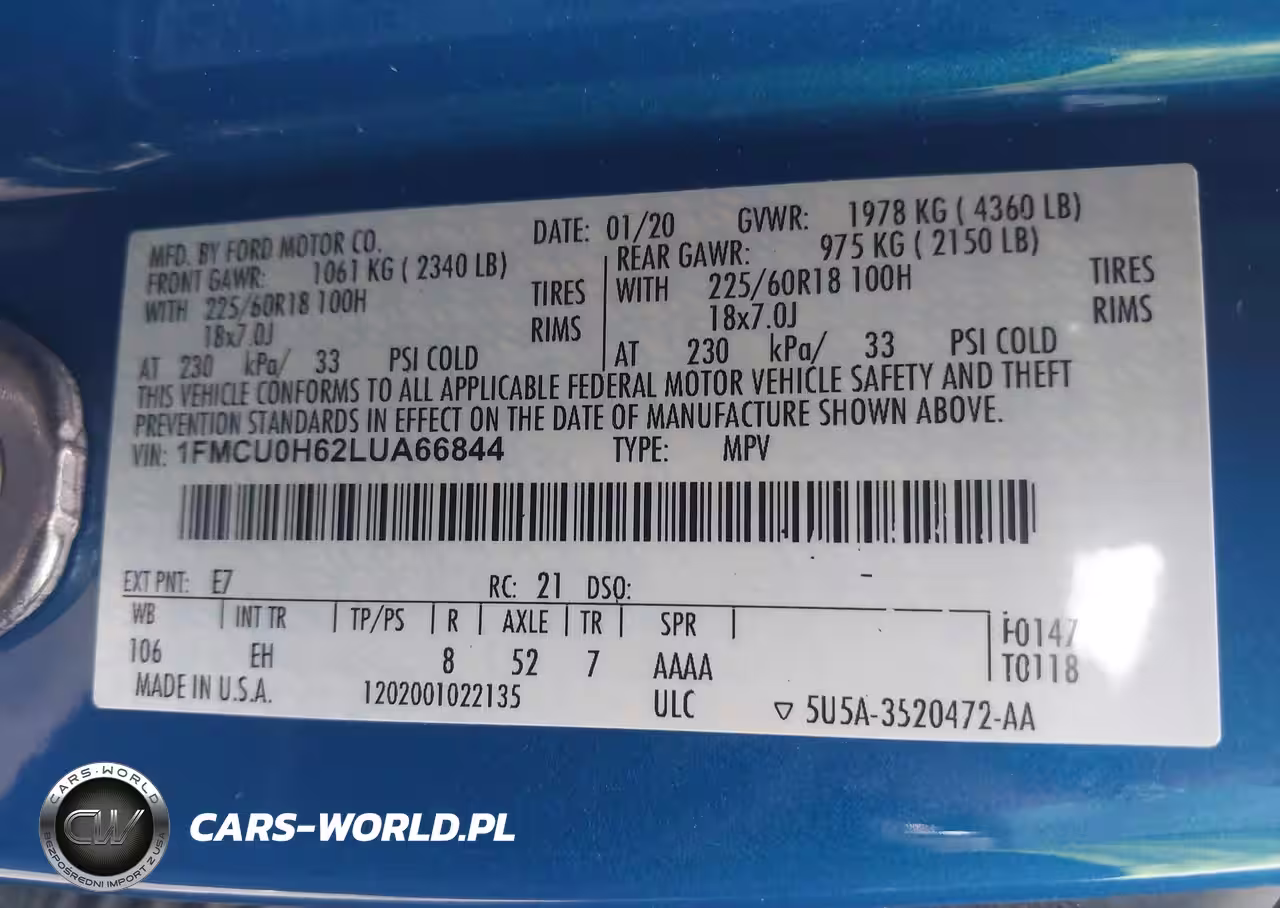 MFD. BY FORD MOTOR CO. DATE: 01/20 GVWR: 1978 KG ( 4360 LB)
FRONT GAWR: 1061 KG ( 2340 LB) REAR GAWR: 975 KG ( 2150 LB)
WITH 225/60R18 100H TIRES WITH 225/60R18 100H TIRES
18x7.0J RIMS 18x7.0J RIMS
AT 230 kPa/ 33 PSI COLD AT 230 kPa/ 33 PSI COLD
THIS VEHICLE CONFORMS TO ALL APPLICABLE FEDERAL MOTOR VEHICLE SAFETY AND THEFT
PREVENTION STANDARDS IN EFFECT ON THE DATE OF MANUFACTURE SHOWN ABOVE.
VIN: 1FMCU0H62LUA66844 TYPE: MPV
EXT PNT: E7 RC: 21 DSO:
WB INT TR TP/PS R AXLE TR SPR F0147
106 EH 8 52 7 AAAA T0118
MADE IN U.S.A. 1202001022135 ULC ▽ 5U5A-3520472-AA
CARS-WORLD
CW
BEZPOŚREDNI IMPORT Z USA
CARS-WORLD.PL